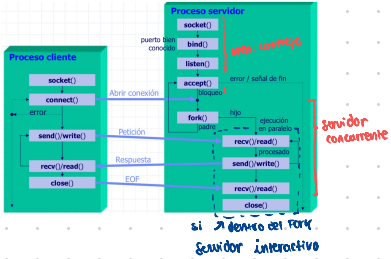 Proceso servidor
socket()
puerto bien
conocido
bind()
listen()
Proceso cliente
socket()
connect()
error
send()/write()
recv()/read()
close()
Abrir conexión
Petición
Respuesta
EOF
accept()
error / señal de fin
bloqueo
fork()
hijo
padre
ejecución
en paralelo
recv()/read()
procesado
send()/write()
recv()/read()
close()
servidor
concurrente
si dentro del Fork
servidor interactivo